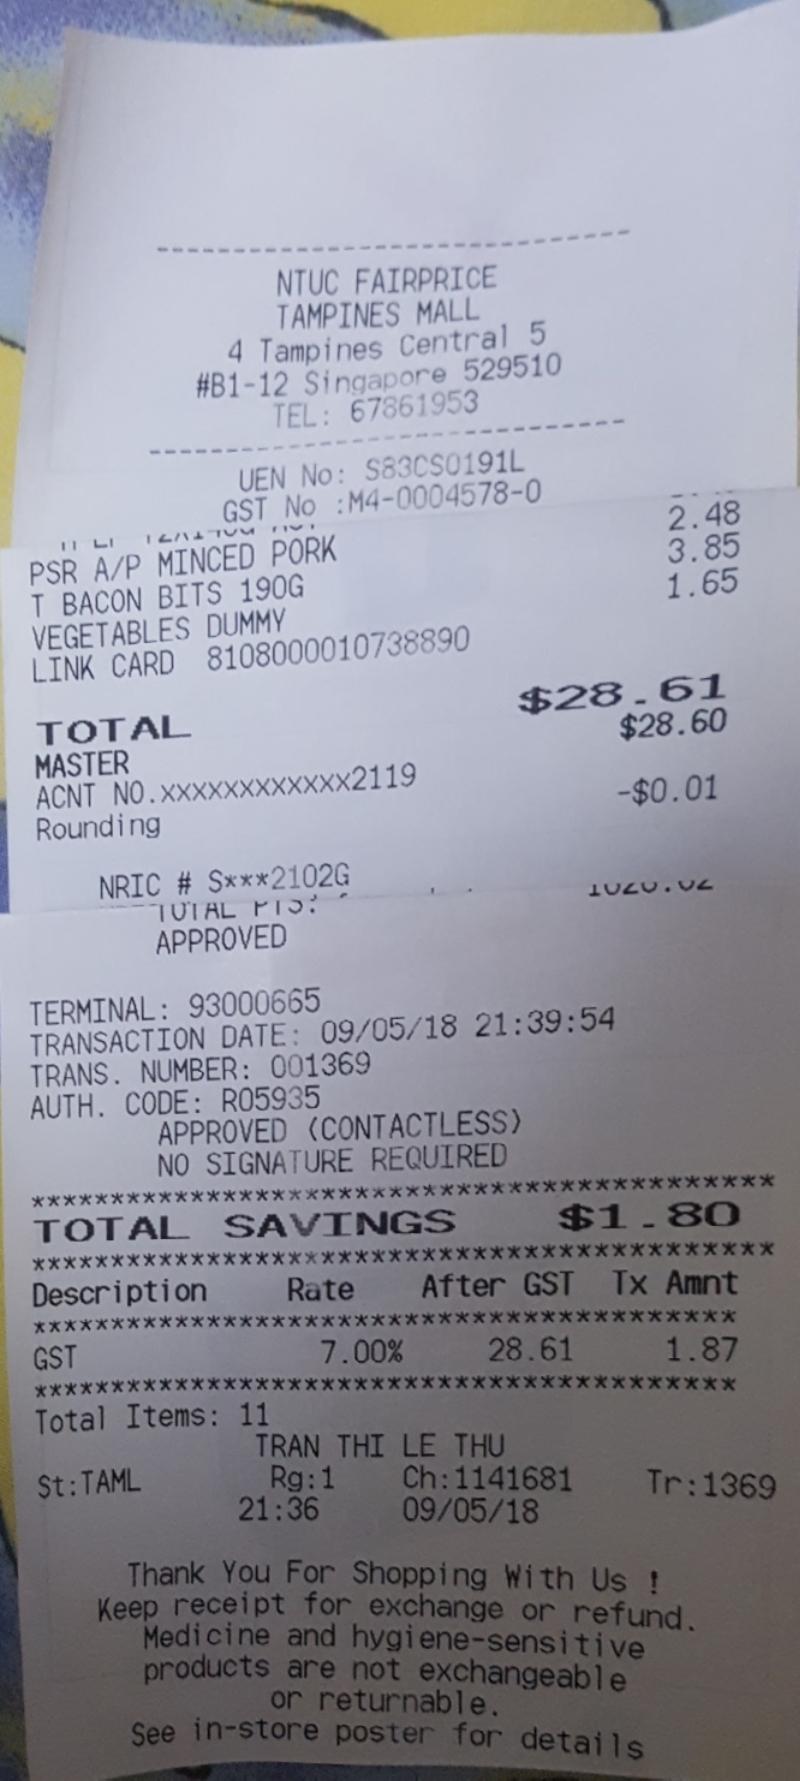 NTUC FAIRPRICE
TAMPINES MALL
4 Tampines Central 5
#B1-12 Singapore 529510
TEL: 67861953
UEN No: S83CS0191L
GST No :M4-0004578-0
PSR A/P MINCED PORK 2.48
T BACON BITS 190G 3.85
VEGETABLES DUMMY 1.65
LINK CARD 8108000010738890
TOTAL $28.61
MASTER $28.60
ACNT NO.xxxxxxxxxxxx2119
Rounding -$0.01
NRIC # S***2102G
TOTAL PTS: 1020.02
APPROVED
TERMINAL: 93000665
TRANSACTION DATE: 09/05/18 21:39:54
TRANS. NUMBER: 001369
AUTH. CODE: R05935
APPROVED (CONTACTLESS)
NO SIGNATURE REQUIRED
*******************************************
TOTAL SAVINGS $1.80
*******************************************
Description Rate After GST Tx Amnt
*****************************************
GST 7.00% 28.61 1.87
*****************************************
Total Items: 11
TRAN THI LE THU
St:TAML Rg:1 Ch:1141681 Tr:1369
21:36 09/05/18
Thank You For Shopping With Us !
Keep receipt for exchange or refund.
Medicine and hygiene-sensitive
products are not exchangeable
or returnable.
See in-store poster for details